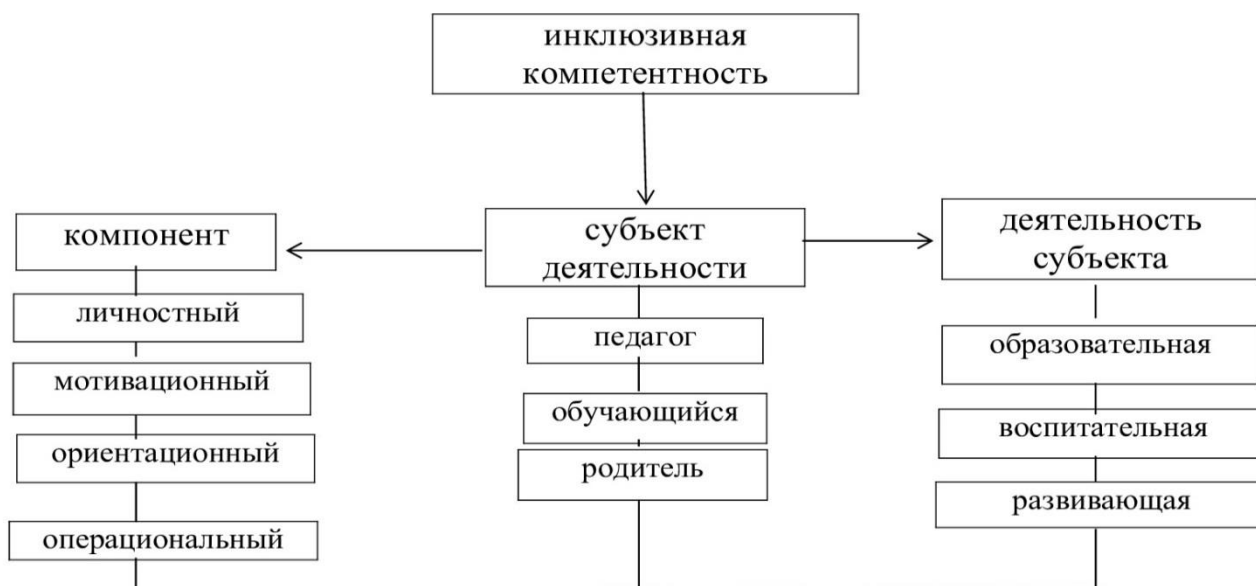 инклюзивная
компетентность
компонент
личностный
мотивационный
ориентационный
операциональный
субъект
деятельности
педагог
обучающийся
родитель
деятельность
субъекта
образовательная
воспитательная
развивающая